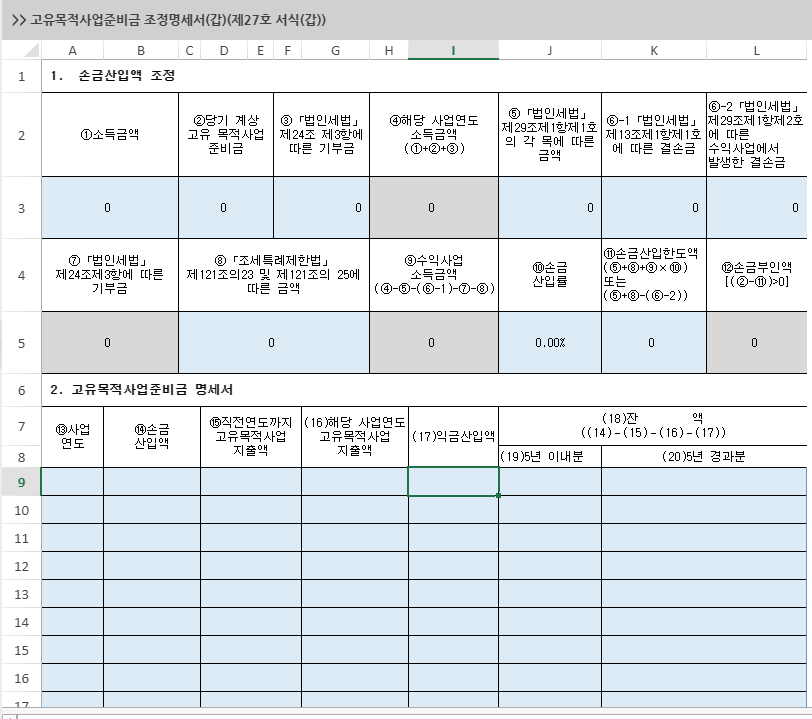 >> 고유목적사업준비금 조정명세서(갑)(제27호 서식(갑))
A B C D E F G H I J K L
1 1. 손금산입액 조정
2
①소득금액
②당기 계상
고유 목적사업
준비금
③「법인세법」
제24조 제3항에
따른 기부금
④해당 사업연도
소득금액
(①+②+③)
⑤「법인세법」
제29조제1항제1호
의 각 목에 따른
금액
⑥-1「법인세법」
제13조제1항제1호
에 따른 결손금
⑥-2「법인세법」
제29조제1항제2호
에 따른
수익사업에서
발생한 결손금
3 0 0 0 0 0 0 0
4
⑦「법인세법」
제24조제3항에 따른
기부금
⑧「조세특례제한법」
제121조의23 및 제121조의 25에
따른 금액
⑨수익사업
소득금액
(④-⑤-(⑥-1)-⑦-⑧)
⑩손금
산입률
⑪손금산입한도액
(⑤+⑧+⑨×⑩)
또는
(⑤+⑧-(⑥-2))
⑫손금부인액
[(②-⑪)>0]
5 0 0 0 0.00% 0 0
6 2. 고유목적사업준비금 명세서
7
⑬사업
연도
⑭손금
산입액
⑮직전연도까지
고유목적사업
지출액
(16)해당 사업연도
고유목적사업
지출액
(17)익금산입액
(18)잔 액
((14)-(15)-(16)-(17))
8 (19)5년 이내분 (20)5년 경과분
9
10
11
12
13
14
15
16
17